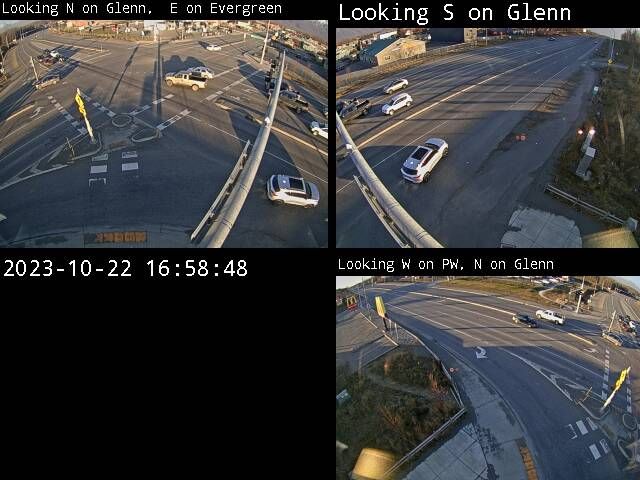 Looking N on Glenn,  E on Evergreen
Looking S on Glenn
2023-10-22 16:58:48
Looking W on PW, N on Glenn